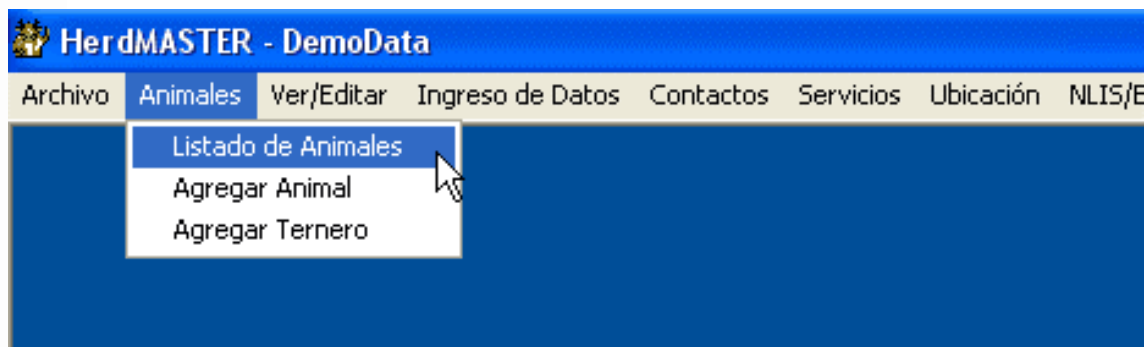 HerdMASTER - DemoData
Archivo Animales Ver/Editar Ingreso de Datos Contactos Servicios Ubicación NLIS/E
Listado de Animales
Agregar Animal
Agregar Ternero